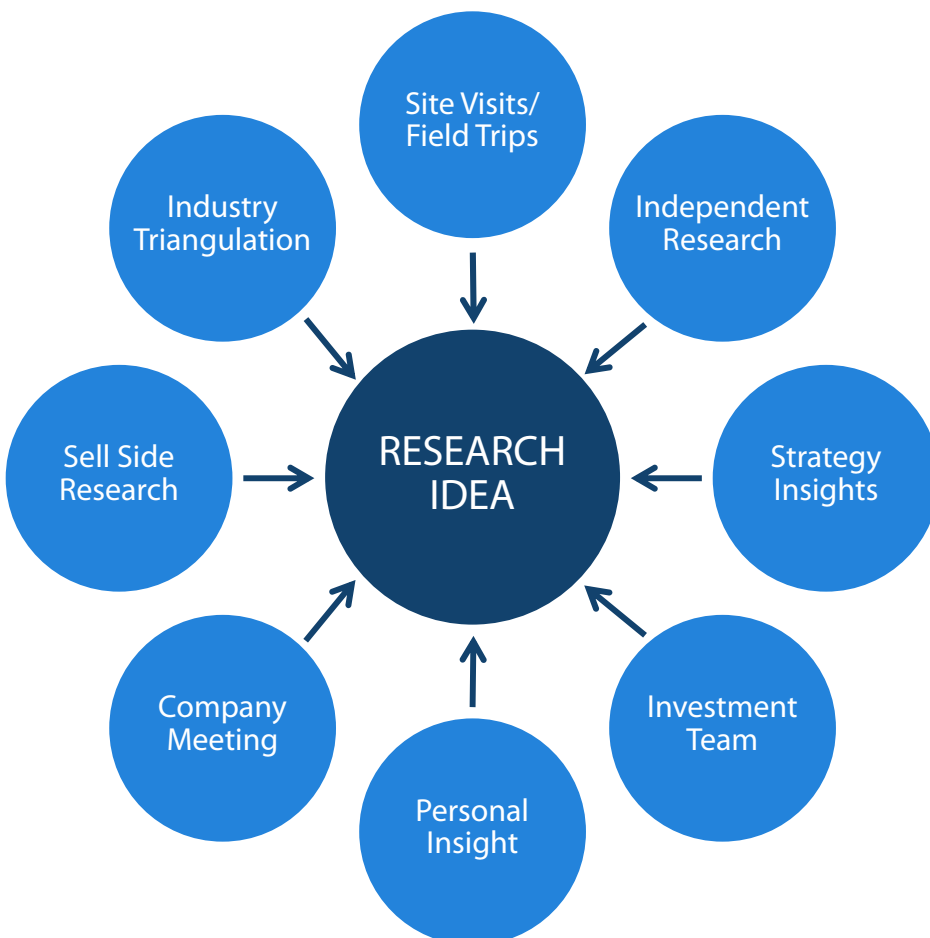 Site Visits/
Field Trips
Independent
Research
Strategy
Insights
Investment
Team
Personal
Insight
Company
Meeting
Sell Side
Research
Industry
Triangulation
RESEARCH
IDEA